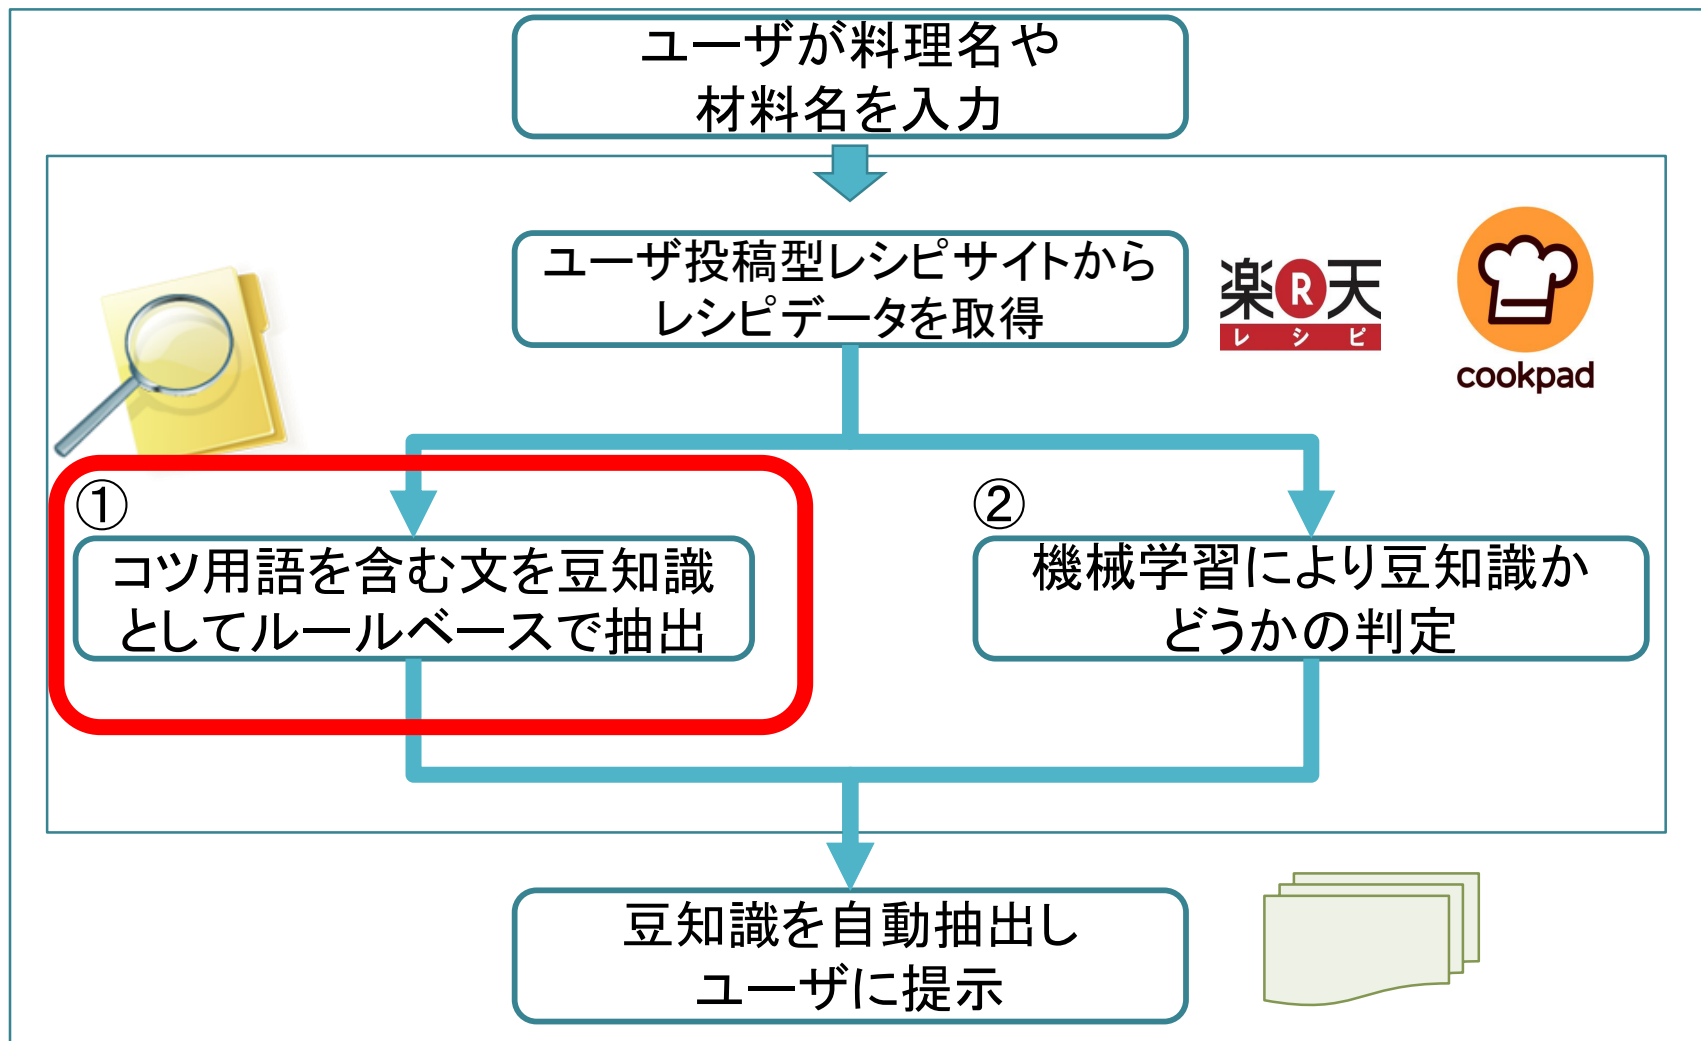 ユーザが料理名や
材料名を入力
ユーザ投稿型レシピサイトから
レシピデータを取得
楽R天
レシピ
cookpad
①
コツ用語を含む文を豆知識
としてルールベースで抽出
②
機械学習により豆知識か
どうかの判定
豆知識を自動抽出し
ユーザに提示